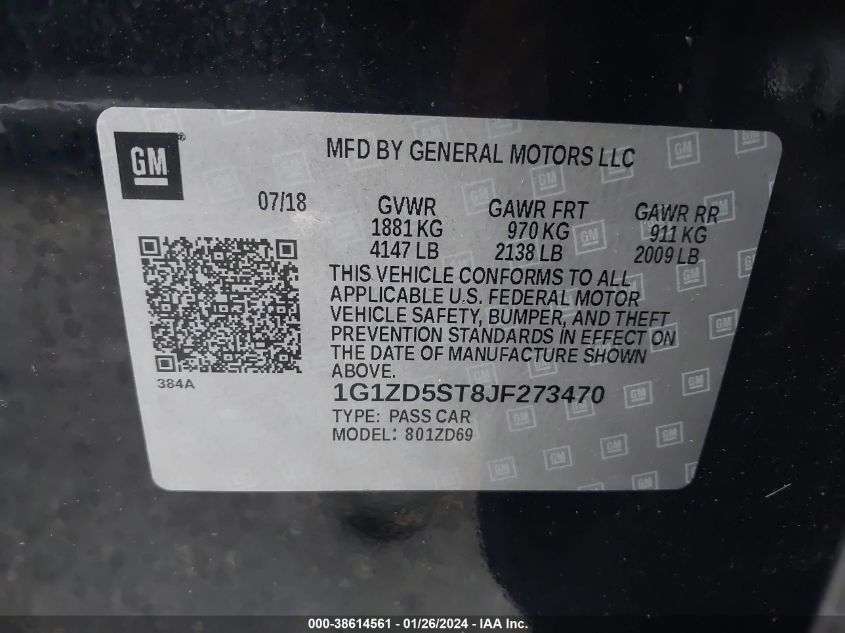 GM
MFD BY GENERAL MOTORS LLC
07/18
GVWR GAWR FRT GAWR RR
1881 KG 970 KG 911 KG
4147 LB 2138 LB 2009 LB
THIS VEHICLE CONFORMS TO ALL
APPLICABLE U.S. FEDERAL MOTOR
VEHICLE SAFETY, BUMPER, AND THEFT
PREVENTION STANDARDS IN EFFECT ON
THE DATE OF MANUFACTURE SHOWN
ABOVE.
384A
1G1ZD5ST8JF273470
TYPE: PASS CAR
MODEL: 801ZD69
000-38614561 - 01/26/2024 - IAA Inc.